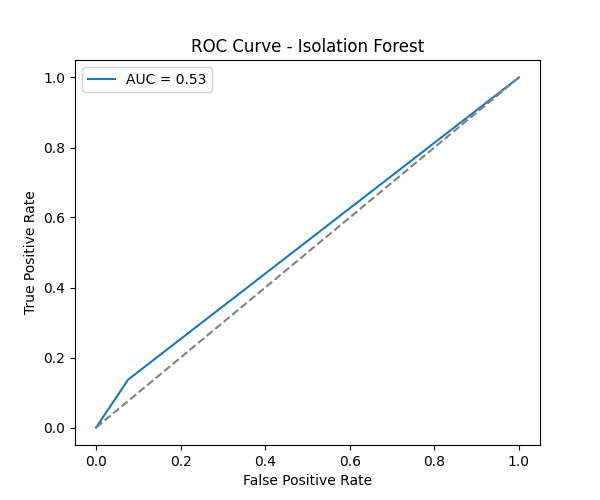 ROC Curve - Isolation Forest
AUC = 0.53
True Positive Rate
1.0
0.8
0.6
0.4
0.2
0.0
0.0 0.2 0.4 0.6 0.8 1.0
False Positive Rate